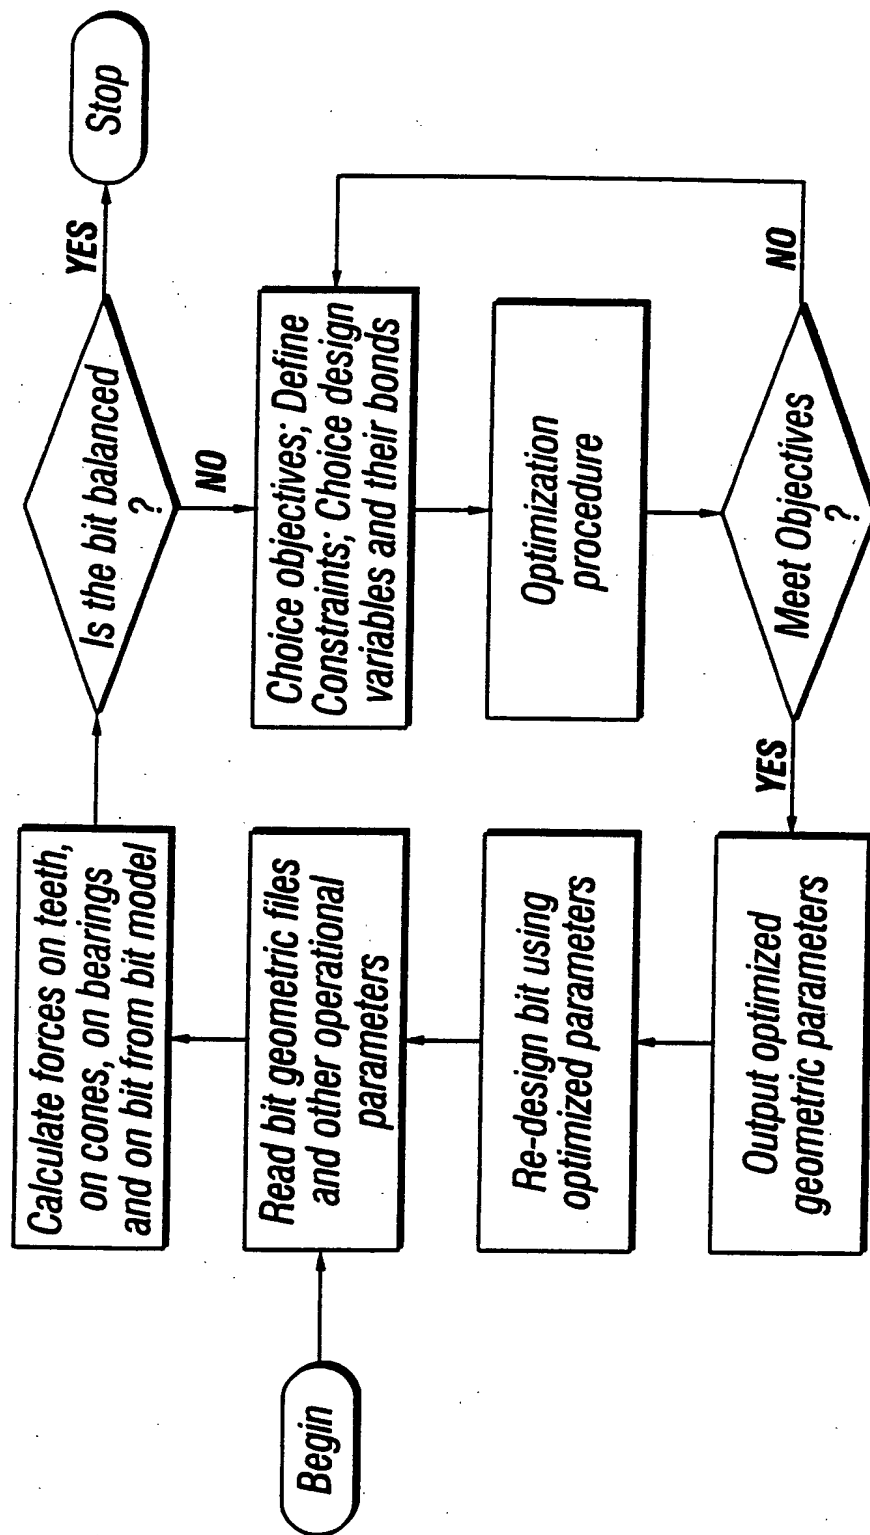 Begin
Read bit geometric files
and other operational
parameters
Calculate forces on teeth,
on cones, on bearings
and on bit from bit model
Is the bit balanced
?
YES
Stop
NO
Choice objectives; Define
Constraints; Choice design
variables and their bonds
Optimization
procedure
Meet Objectives
?
NO
YES
Output optimized
geometric parameters
Re-design bit using
optimized parameters